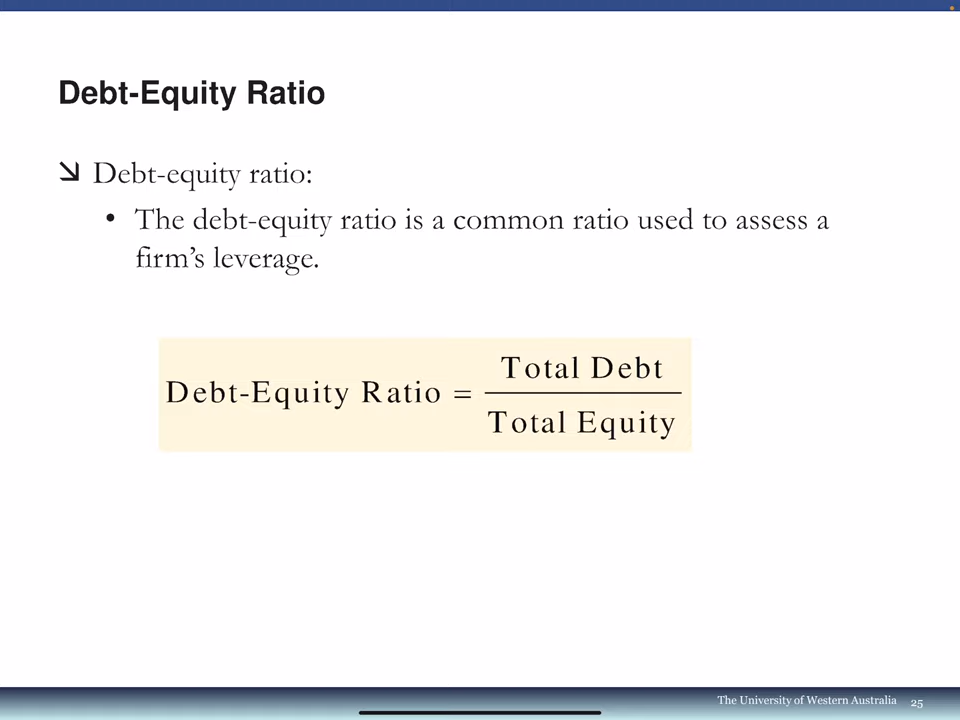 Debt-Equity Ratio
Debt-equity ratio:
• The debt-equity ratio is a common ratio used to assess a
firm’s leverage.
Debt-Equity Ratio = Total Debt
Total Equity
The University of Western Australia 25